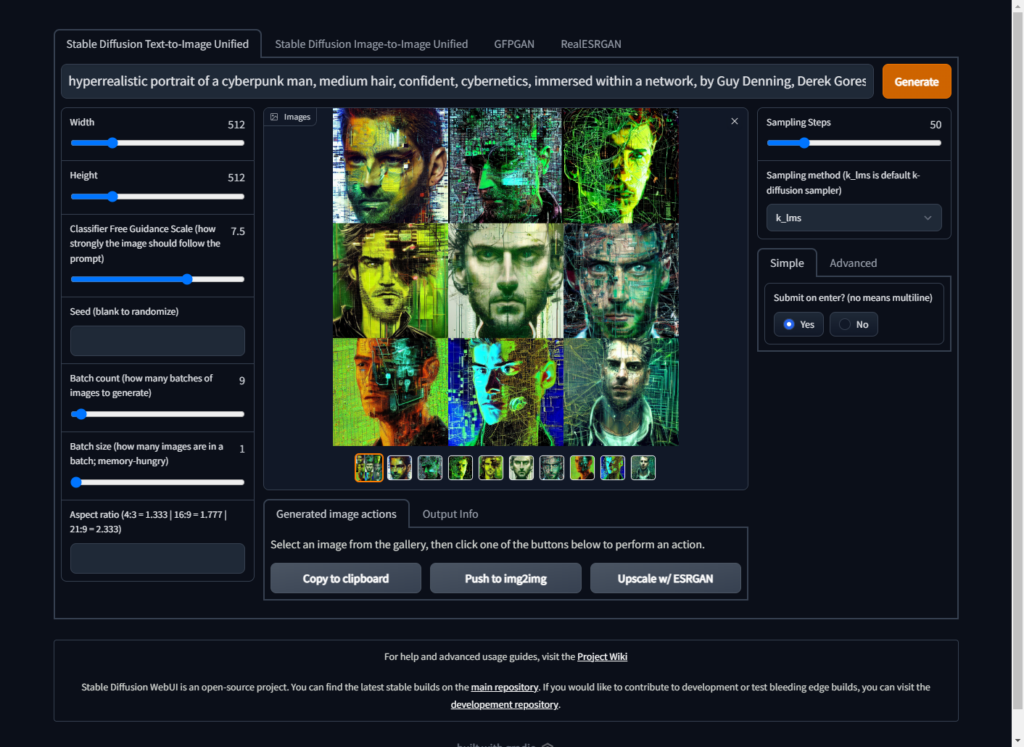 Stable Diffusion Text-to-Image Unified
Stable Diffusion Image-to-Image Unified
GFPGAN
RealESRGAN
hyperrealistic portrait of a cyberpunk man, medium hair, confident, cybernetics, immersed within a network, by Guy Denning, Derek Gores
Generate
Width
512
Height
512
Classifier Free Guidance Scale (how
strongly the image should follow the
prompt)
7.5
Seed (blank to randomize)
Batch count (how many batches of
images to generate)
9
Batch size (how many images are in a
batch; memory-hungry)
1
Aspect ratio (4:3 = 1.333 | 16:9 = 1.777 |
21:9 = 2.333)
Images
Generated image actions
Output Info
Select an image from the gallery, then click one of the buttons below to perform an action.
Copy to clipboard
Push to img2img
Upscale w/ ESRGAN
Sampling Steps
50
Sampling method (k_lms is default k-
diffusion sampler)
k_lms
Simple
Advanced
Submit on enter? (no means multiline)
Yes
No
For help and advanced usage guides, visit the Project Wiki
Stable Diffusion WebUI is an open-source project. You can find the latest stable builds on the main repository. If you would like to contribute to development or test bleeding edge builds, you can visit the
developement repository.
built with gradio